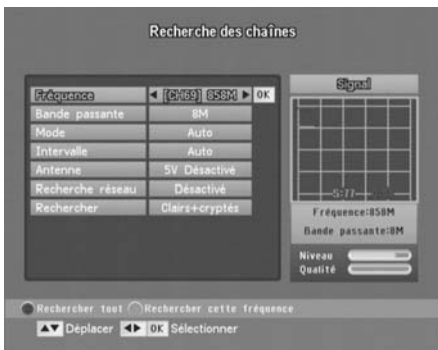 Recherche des chaînes
Fréquence ◀ [CH69] 858M ▶ OK
Bande passante 8M
Mode Auto
Intervalle Auto
Antenne 5V Désactivé
Recherche réseau Désactivé
Rechercher Clairs+cryptés
Signal
Fréquence:858M
Bande passante:8M
Niveau
Qualité
Rechercher tout Rechercher cette fréquence
▲▼ Déplacer ◀▶ OK Sélectionner